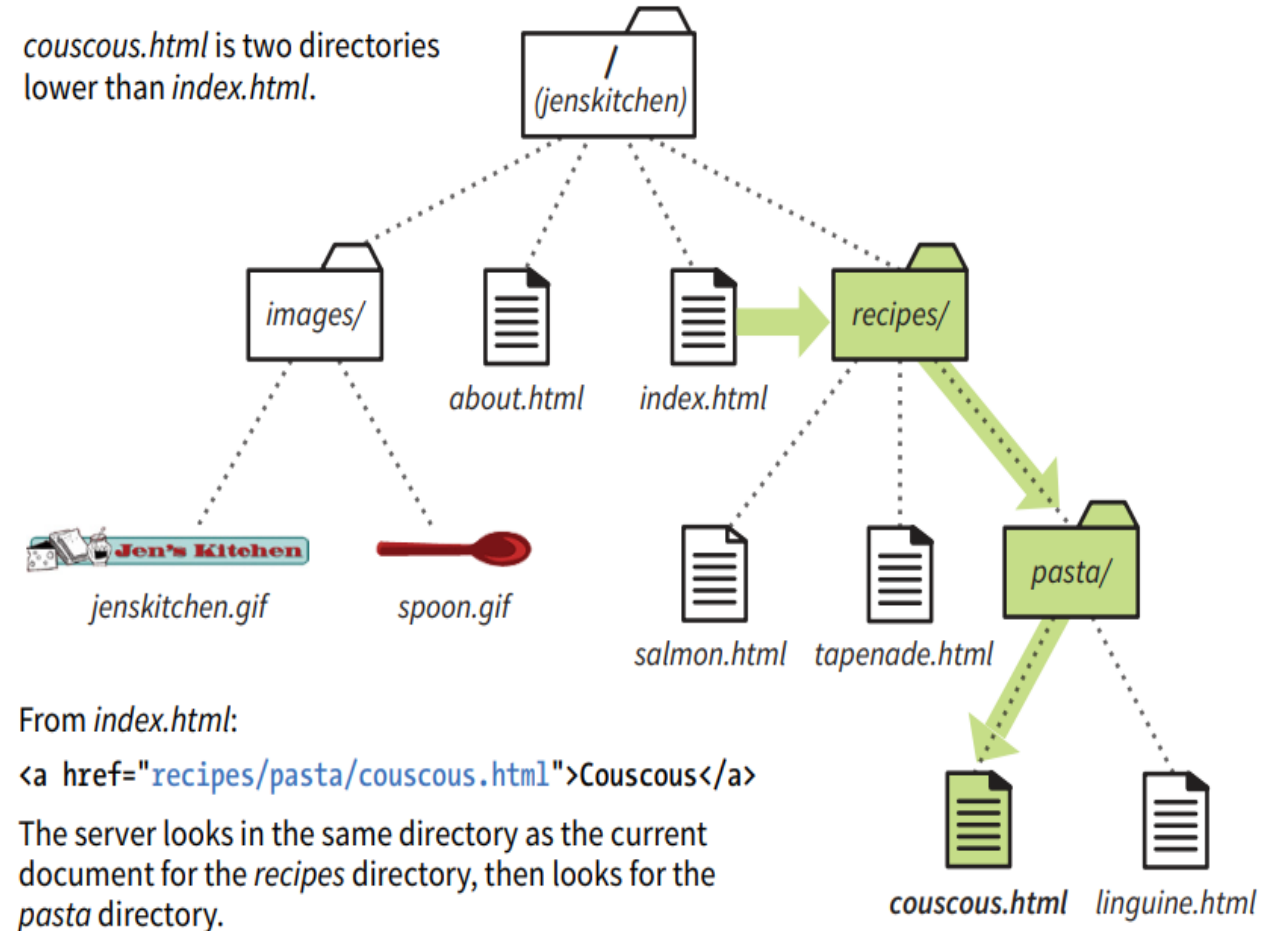 couscous.html is two directories
lower than index.html.
/
(jenskitchen)
images/
about.html
index.html
recipes/
Jen's Kitchen
jenskitchen.gif
spoon.gif
salmon.html
tapenade.html
pasta/
couscous.html
linguine.html
From index.html:
<a href="recipes/pasta/couscous.html">Couscous</a>
The server looks in the same directory as the current
document for the recipes directory, then looks for the
pasta directory.